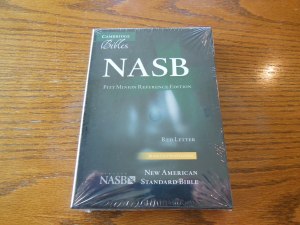 CAMBRIDGE
Bibles
NASB
PITT MINION REFERENCE EDITION
RED LETTER
NASB
NEW AMERICAN
STANDARD BIBLE